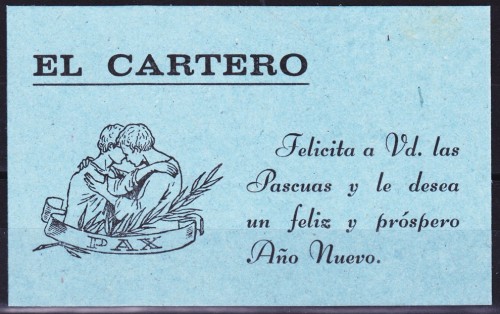 EL CARTERO
Felicita a Vd. las
Pascuas y le desea
un feliz y próspero
Año Nuevo.
PAX